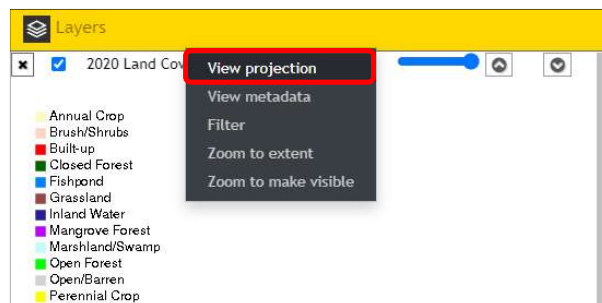 Layers
2020 Land Cov
View projection
View metadata
Filter
Zoom to extent
Zoom to make visible
Annual Crop
Brush/Shrubs
Built-up
Closed Forest
Fishpond
Grassland
Inland Water
Mangrove Forest
Marshland/Swamp
Open Forest
Open/Barren
Perennial Crop